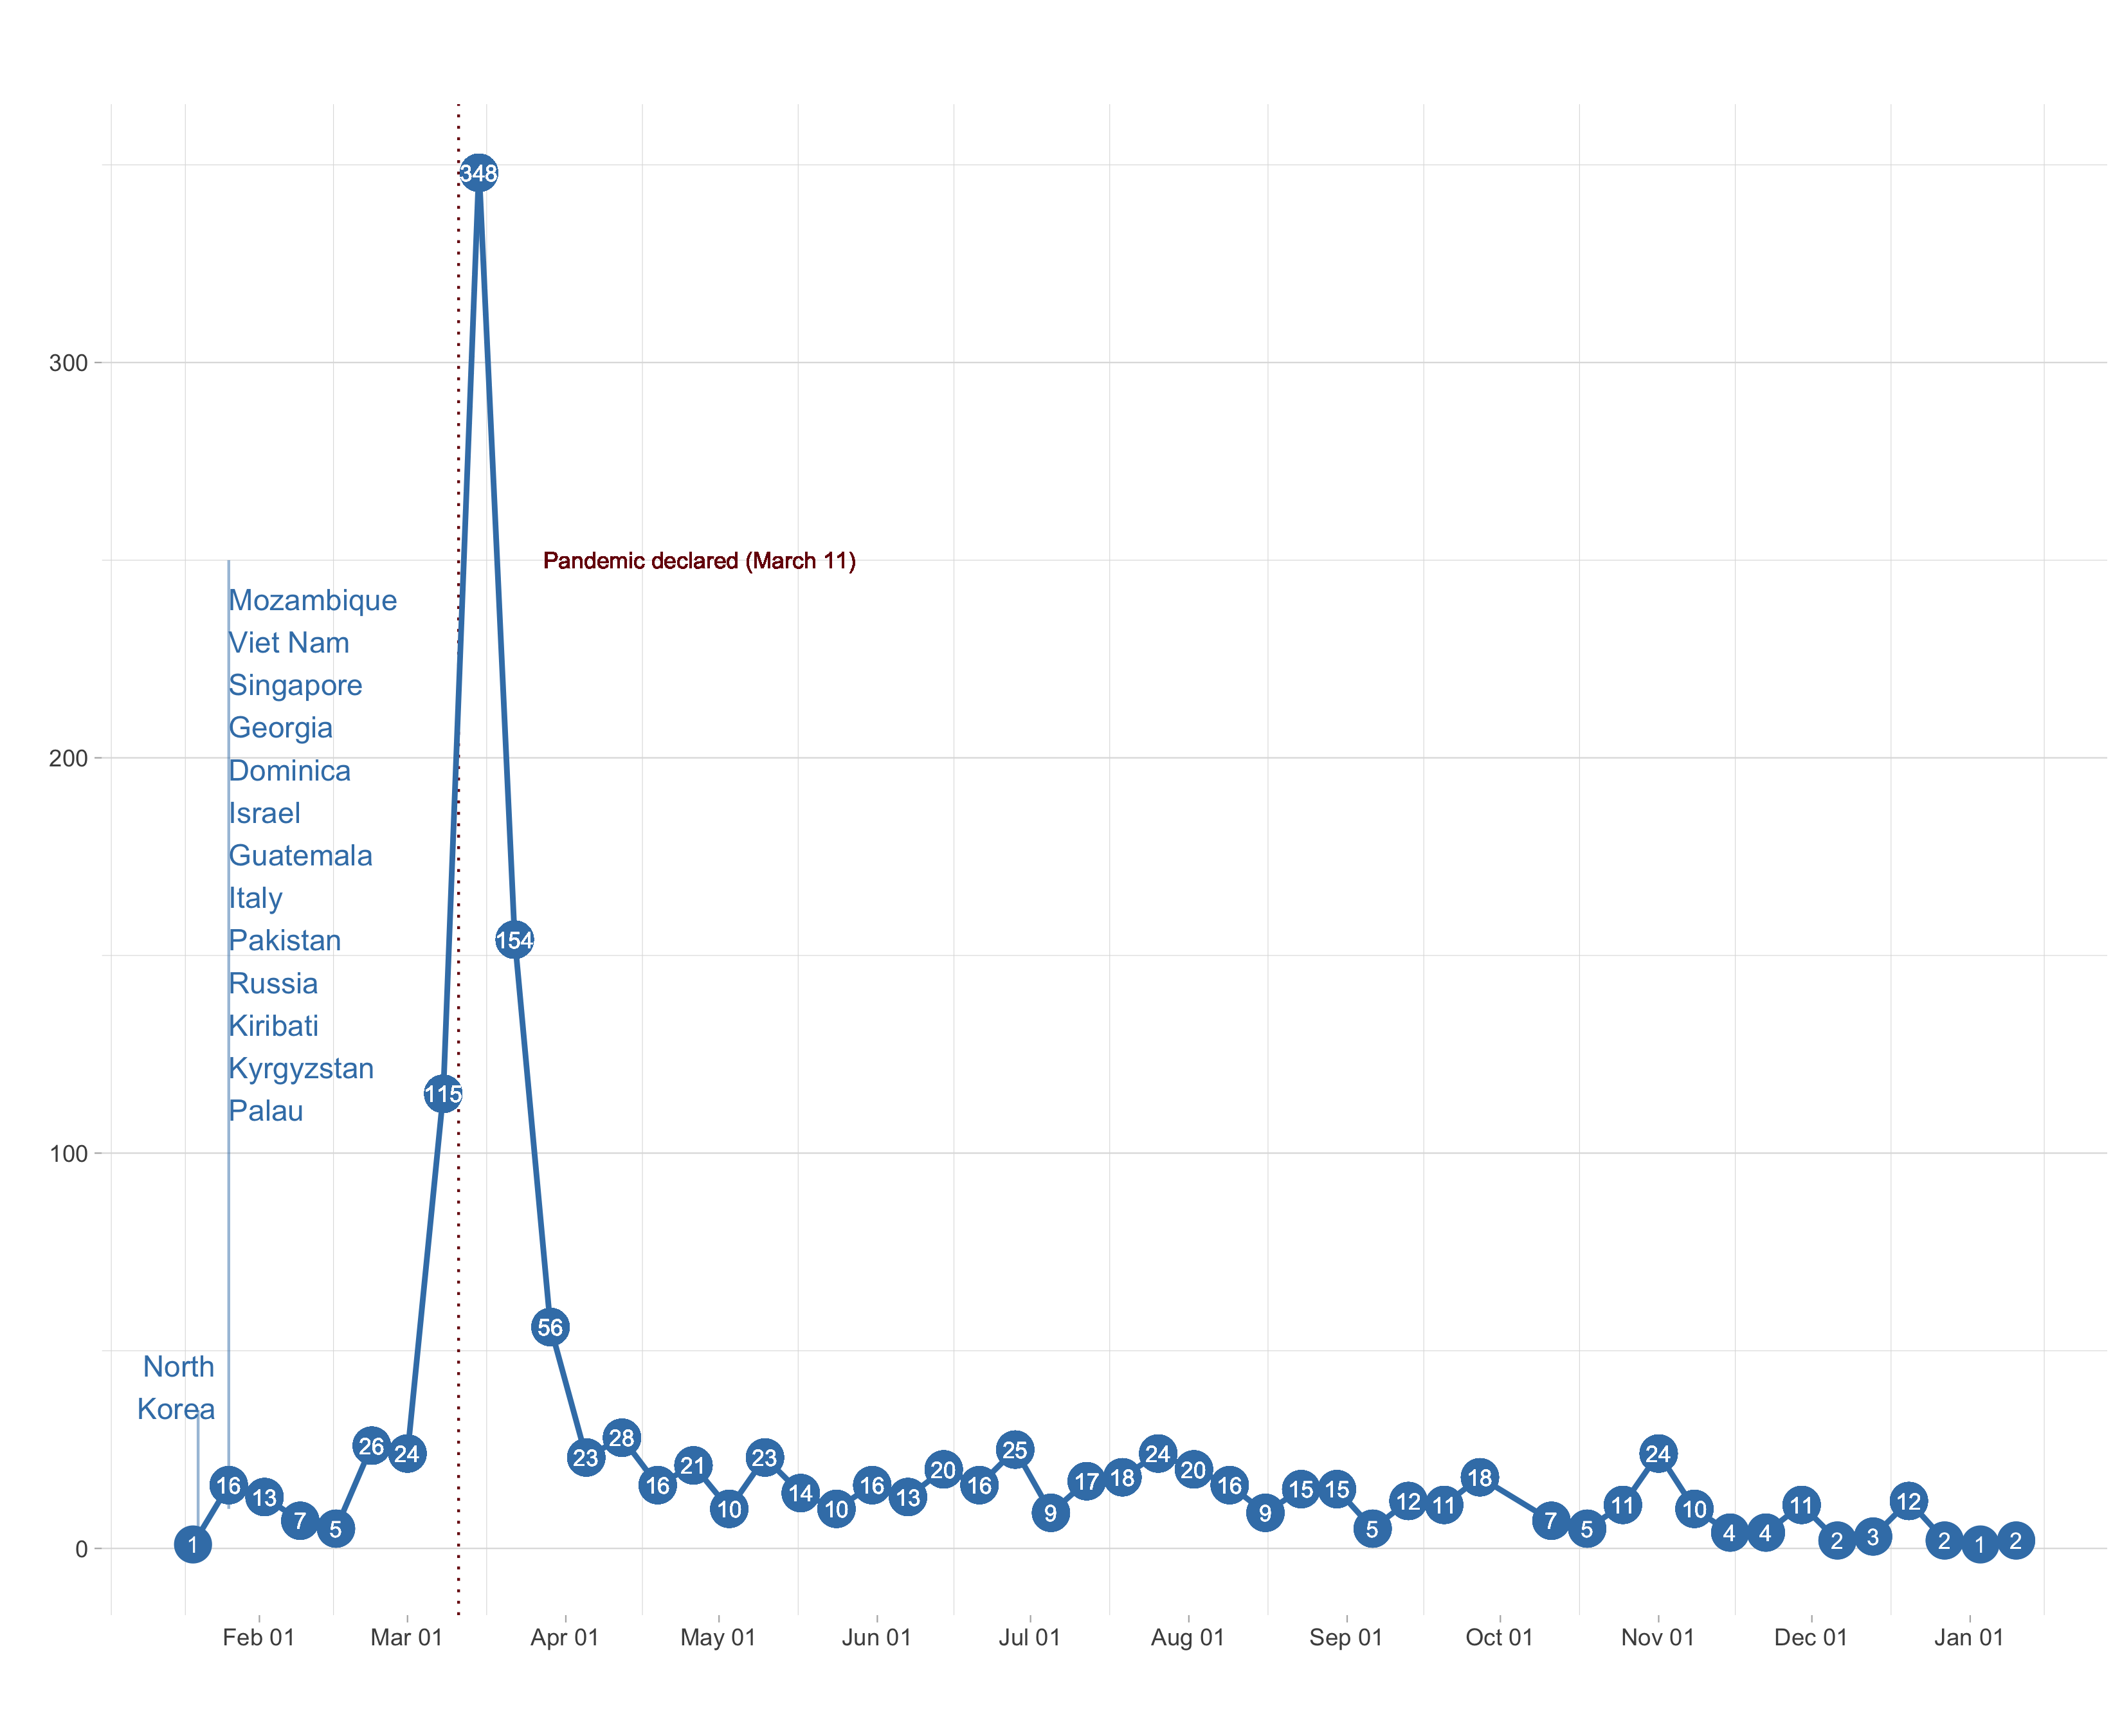 300
200
100
0
348
Pandemic declared (March 11)
Mozambique
Viet Nam
Singapore
Georgia
Dominica
Israel
Guatemala
Italy
Pakistan
Russia
Kiribati
Kyrgyzstan
Palau
North
Korea
1
16
13
7
5
26
24
115
154
56
23
28
16
21
10
23
14
10
16
13
20
16
25
9
17
18
24
20
16
9
15
15
5
12
11
18
7
5
11
24
10
4
4
11
2
3
12
2
1
2
Feb 01
Mar 01
Apr 01
May 01
Jun 01
Jul 01
Aug 01
Sep 01
Oct 01
Nov 01
Dec 01
Jan 01